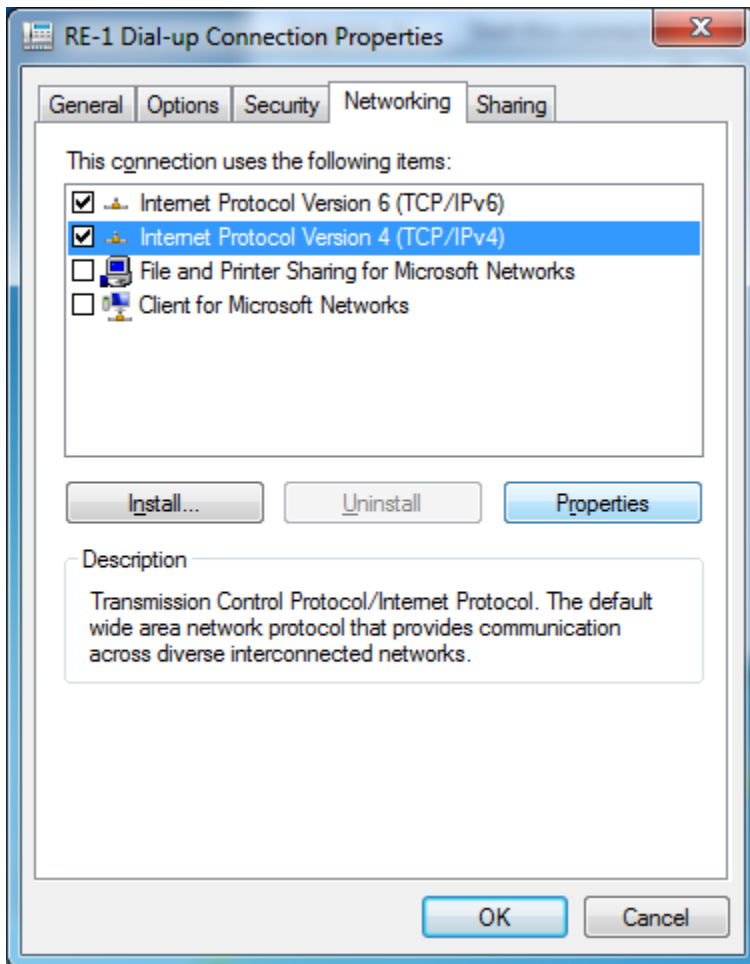 RE-1 Dial-up Connection Properties
General Options Security Networking Sharing
This connection uses the following items:
Internet Protocol Version 6 (TCP/IPv6)
Internet Protocol Version 4 (TCP/IPv4)
File and Printer Sharing for Microsoft Networks
Client for Microsoft Networks
Install... Uninstall Properties
Description
Transmission Control Protocol/Internet Protocol. The default
wide area network protocol that provides communication
across diverse interconnected networks.
OK Cancel